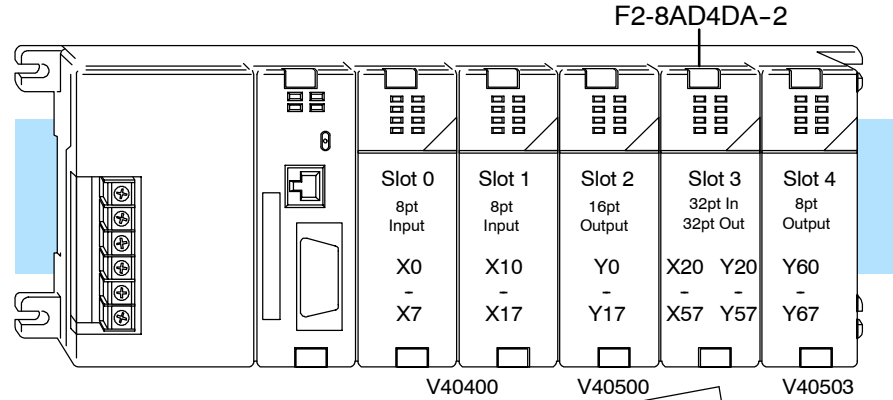 F2-8AD4DA-2
Slot 0 Slot 1 Slot 2 Slot 3 Slot 4
8pt 8pt 16pt 32pt In 8pt
Input Input Output 32pt Out Output
X0 X10 Y0 X20 Y20 Y60
- - - - - -
X7 X17 Y17 X57 Y57 Y67
V40400 V40500 V40503